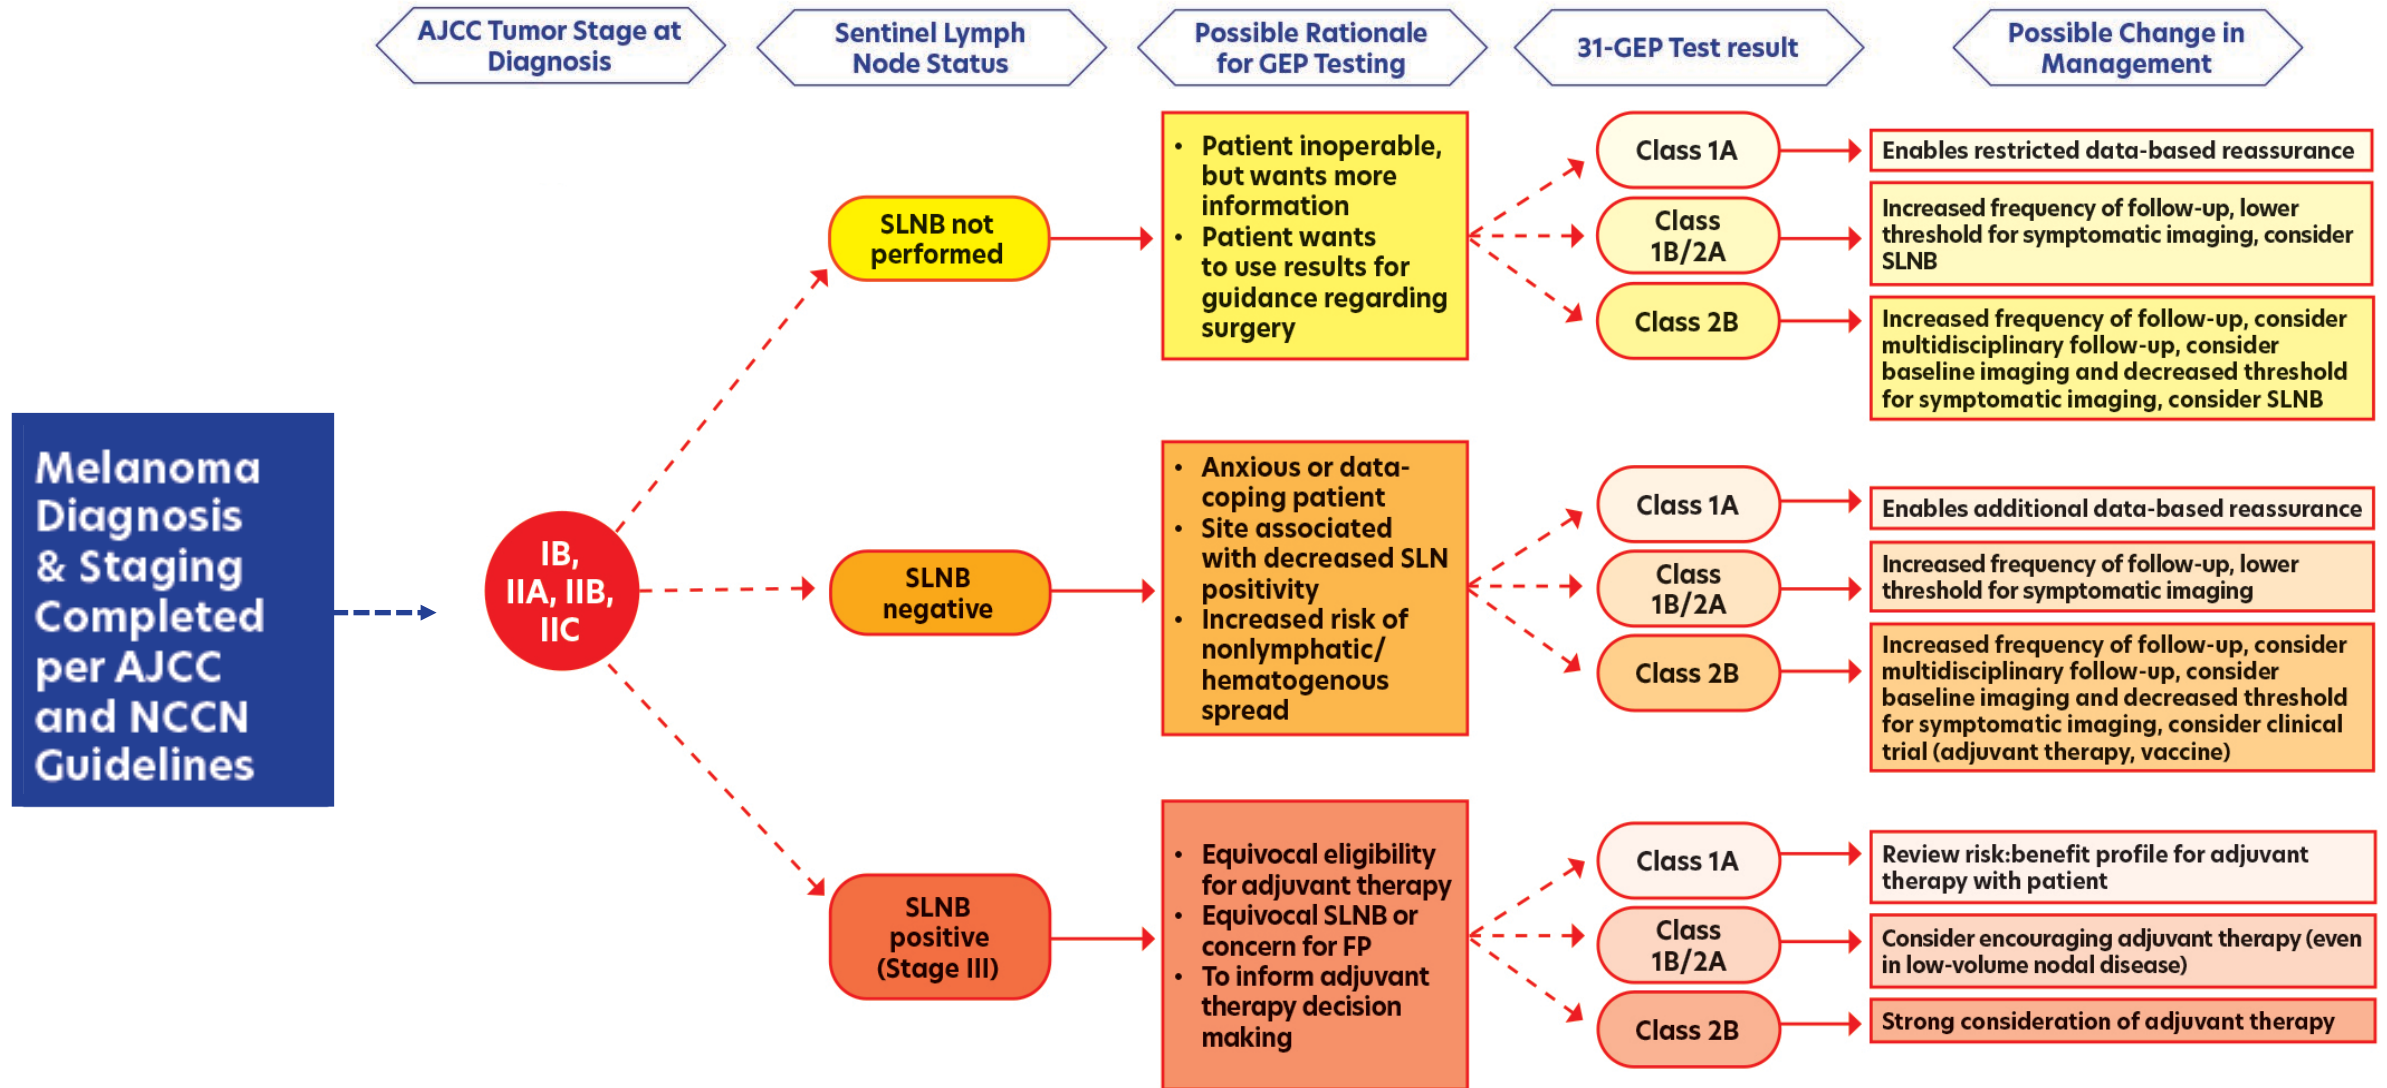 AJCC Tumor Stage at
Diagnosis
Sentinel Lymph
Node Status
Possible Rationale
for GEP Testing
31-GEP Test result
Possible Change in
Management
Melanoma
Diagnosis
& Staging
Completed
per AJCC
and NCCN
Guidelines
IB,
IIA, IIB,
IIC
SLNB not
performed
• Patient inoperable,
but wants more
information
• Patient wants
to use results for
guidance regarding
surgery
Class 1A
Enables restricted data-based reassurance
Class
1B/2A
Increased frequency of follow-up, lower
threshold for symptomatic imaging, consider
SLNB
Class 2B
Increased frequency of follow-up, consider
multidisciplinary follow-up, consider
baseline imaging and decreased threshold
for symptomatic imaging, consider SLNB
SLNB
negative
• Anxious or data-
coping patient
• Site associated
with decreased SLN
positivity
• Increased risk of
nonlymphatic/
hematogenous
spread
Class 1A
Enables additional data-based reassurance
Class
1B/2A
Increased frequency of follow-up, lower
threshold for symptomatic imaging
Class 2B
Increased frequency of follow-up, consider
multidisciplinary follow-up, consider
baseline imaging and decreased threshold
for symptomatic imaging, consider clinical
trial (adjuvant therapy, vaccine)
SLNB
positive
(Stage III)
• Equivocal eligibility
for adjuvant therapy
• Equivocal SLNB or
concern for FP
• To inform adjuvant
therapy decision
making
Class 1A
Review risk:benefit profile for adjuvant
therapy with patient
Class
1B/2A
Consider encouraging adjuvant therapy (even
in low-volume nodal disease)
Class 2B
Strong consideration of adjuvant therapy